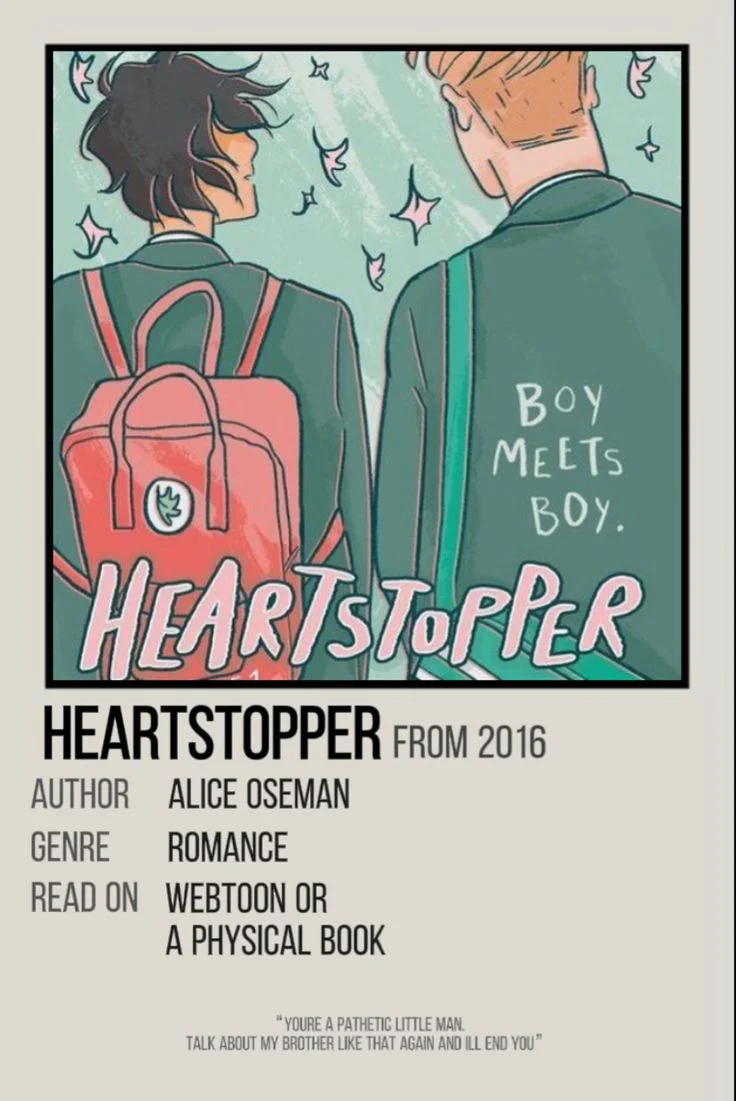 BOY
MEETS
BOY.
HEARTSTOPPER
HEARTSTOPPER FROM 2016
AUTHOR ALICE OSEMAN
GENRE ROMANCE
READ ON WEBTOON OR
A PHYSICAL BOOK
“YOURE A PATHETIC LITTLE MAN.
TALK ABOUT MY BROTHER LIKE THAT AGAIN AND ILL END YOU”